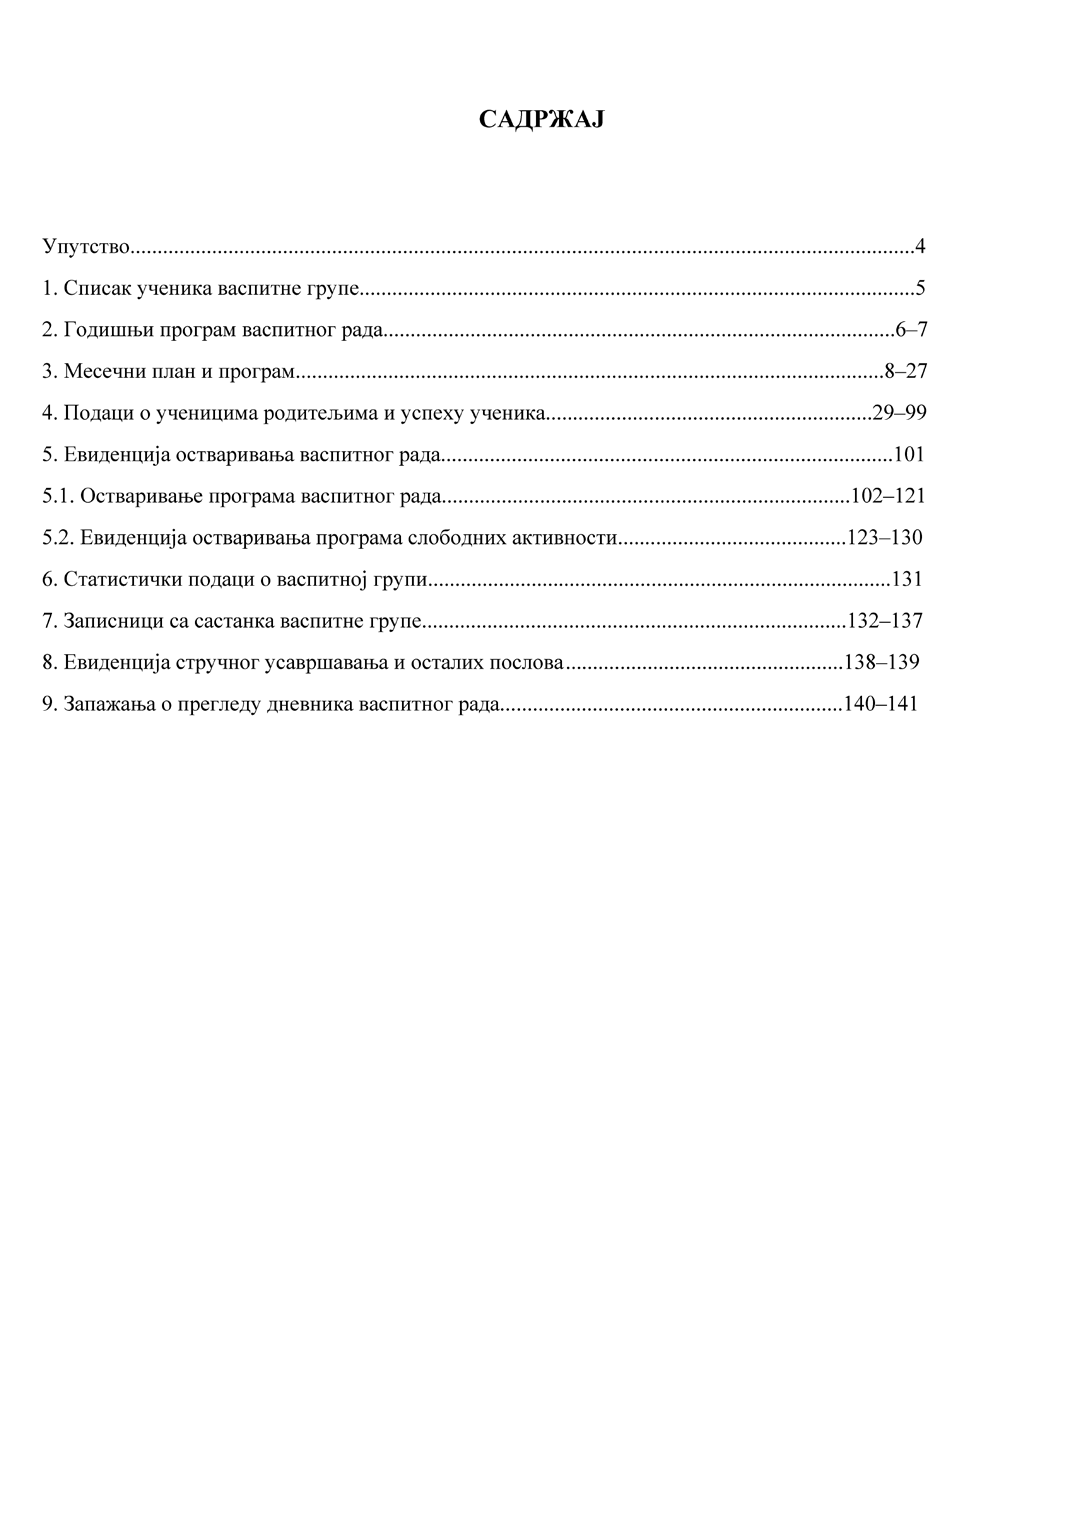 САДРЖАЈ
Упутство....................................................................................................................................................4
1. Списак ученика васпитне групе.......................................................................................................5
2. Годишњи програм васпитног рада...............................................................................................6–7
3. Месечни план и програм.............................................................................................................8–27
4. Подаци о ученицима родитељима и успеху ученика............................................................29–99
5. Евиденција остваривања васпитног рада....................................................................................101
5.1. Остваривање програма васпитног рада...........................................................................102–121
5.2. Евиденција остваривања програма слободних активности..........................................123–130
6. Статистички подаци о васпитној групи.....................................................................................131
7. Записници са састанка васпитне групе..............................................................................132–137
8. Евиденција стручног усавршавања и осталих послова...................................................138–139
9. Запажања о прегледу дневника васпитног рада...............................................................140–141